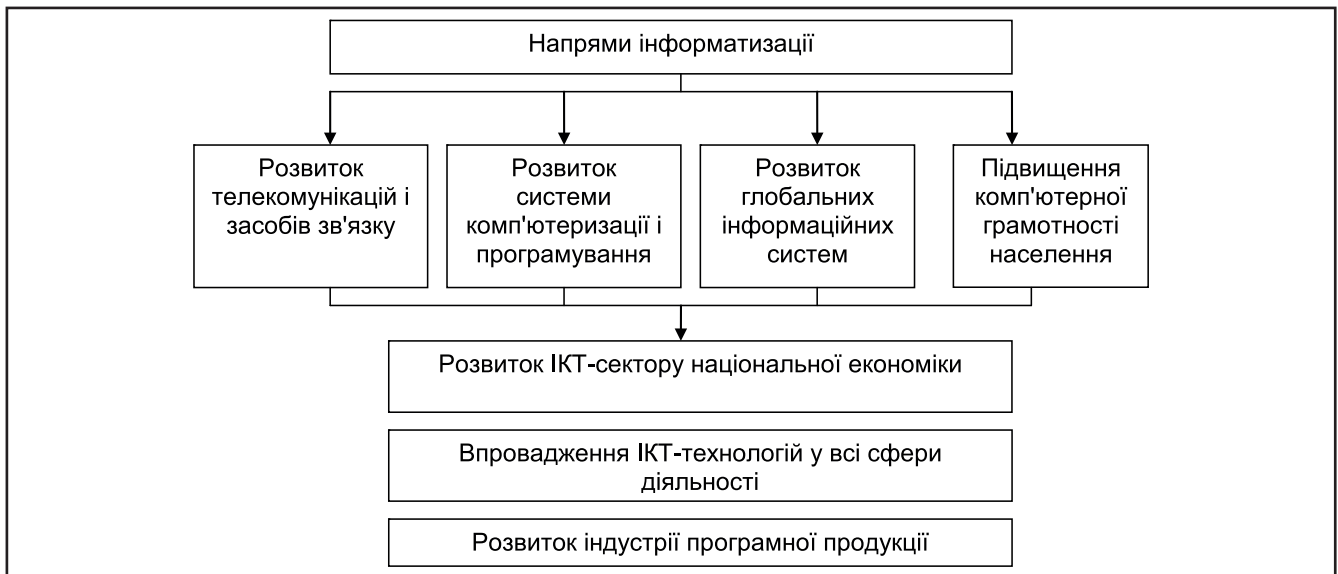 Напрями інформатизації
Розвиток
телекомунікацій і
засобів зв'язку
Розвиток
системи
комп'ютеризації і
програмування
Розвиток
глобальних
інформаційних
систем
Підвищення
комп'ютерної
грамотності
населення
Розвиток ІКТ-сектору національної економіки
Впровадження ІКТ-технологій у всі сфери
діяльності
Розвиток індустрії програмної продукції